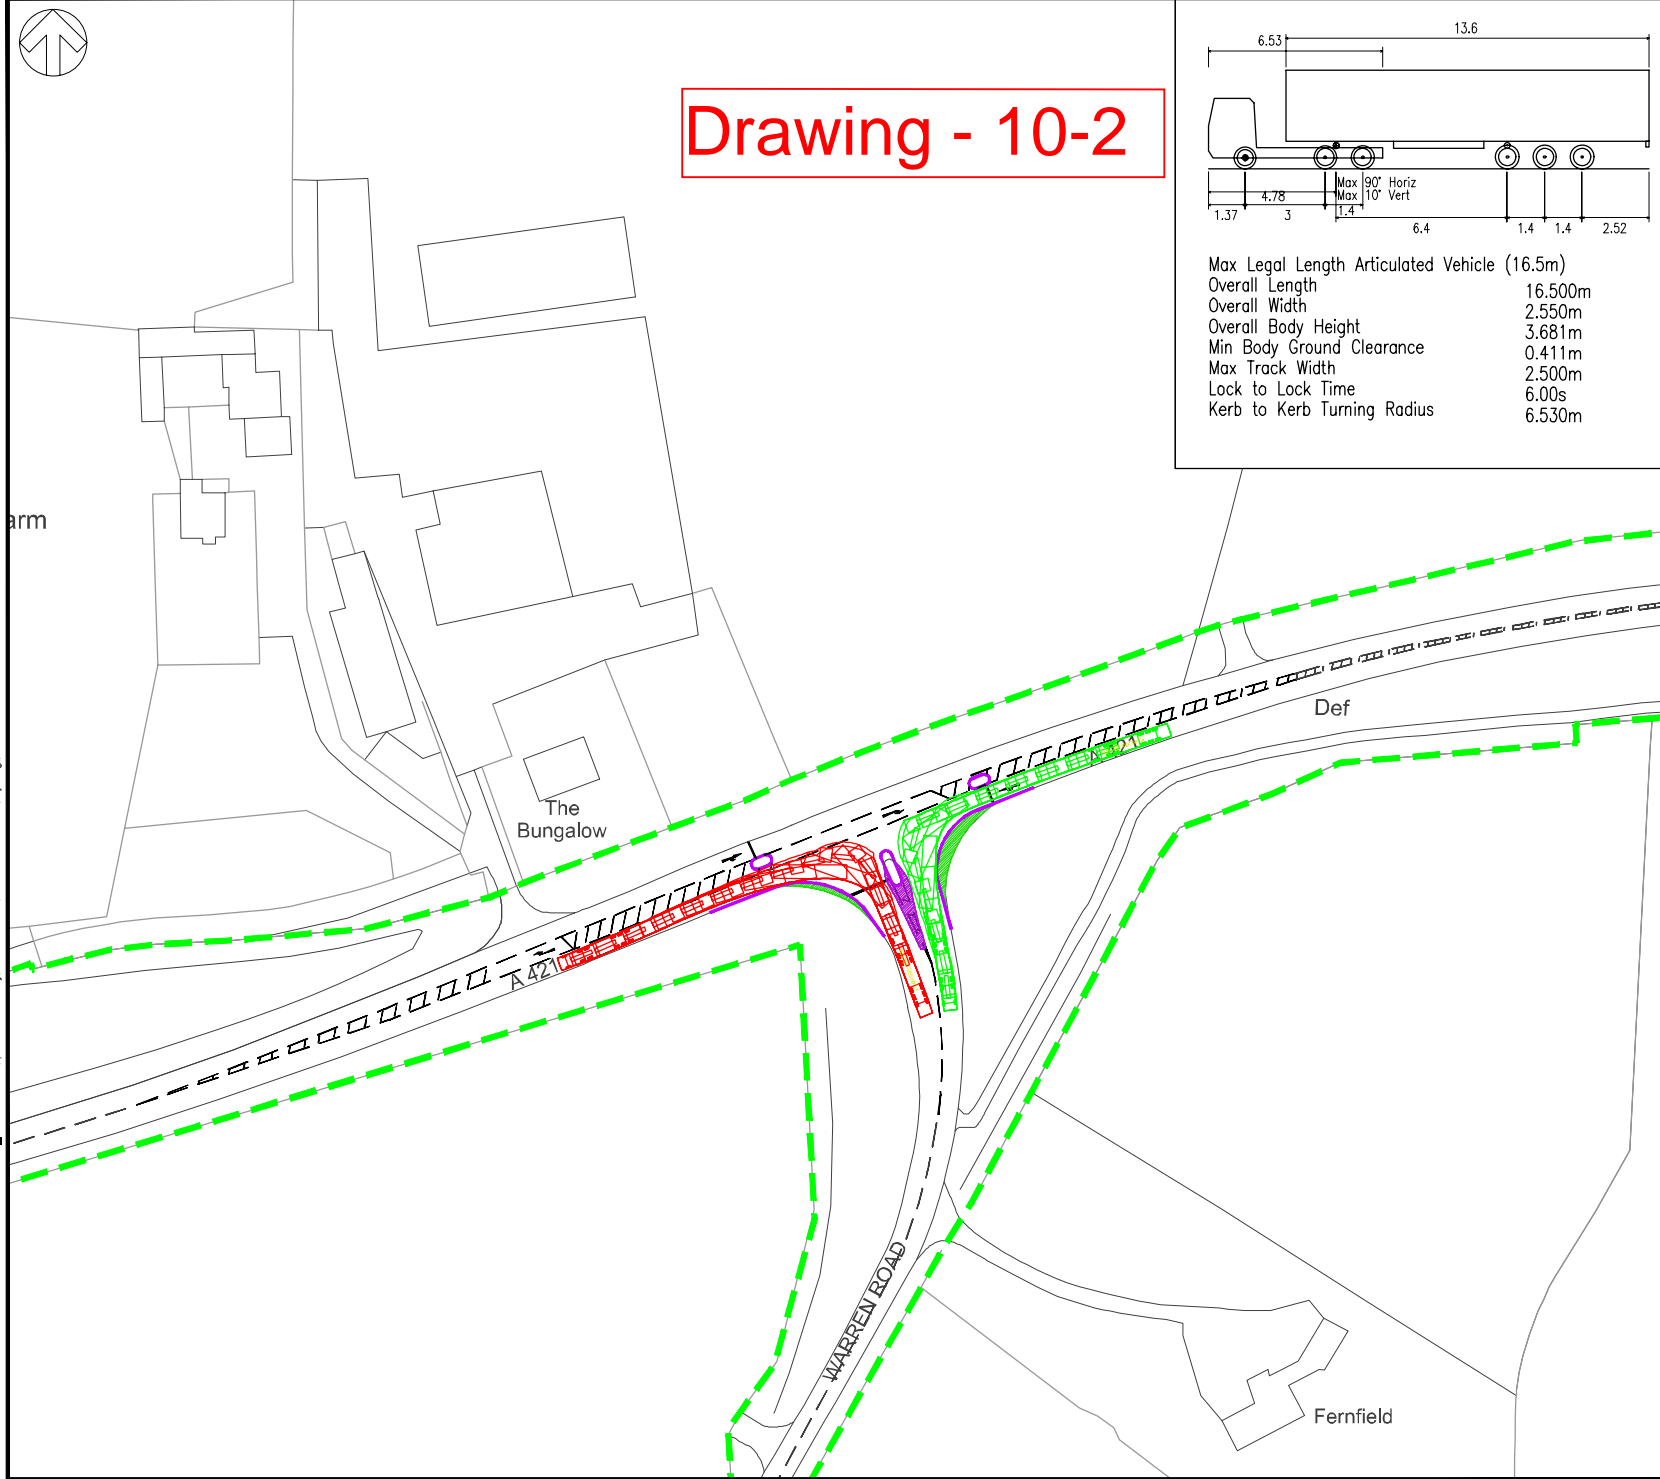 Drawing - 10-2
13.6
6.53
Max 90° Horiz
Max 10° Vert
4.78
1.37
3
1.4
6.4
1.4
1.4
2.52
Max Legal Length Articulated Vehicle (16.5m)
Overall Length 16.500m
Overall Width 2.550m
Overall Body Height 3.681m
Min Body Ground Clearance 0.411m
Max Track Width 2.500m
Lock to Lock Time 6.00s
Kerb to Kerb Turning Radius 6.530m
arm
Def
A 421
The
Bungalow
A 421
WARREN ROAD
Fernfield